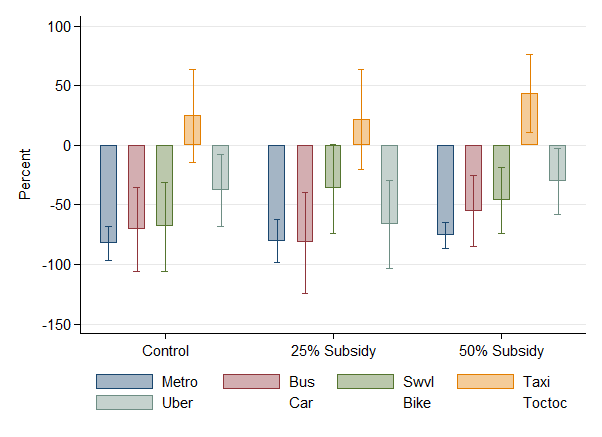 100
50
0
-50
-100
-150
Percent
Control 25% Subsidy 50% Subsidy
Metro Bus Swvl Taxi
Uber Car Bike Toctoc